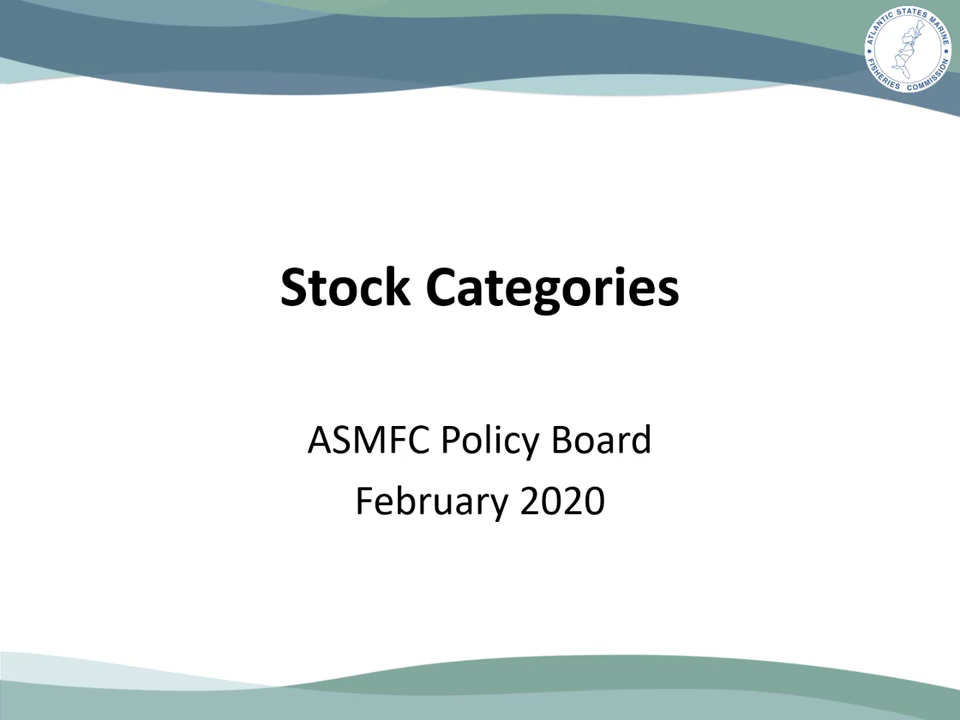 ATLANTIC STATES MARINE
FISHERIES COMMISSION
Stock Categories
ASMFC Policy Board
February 2020